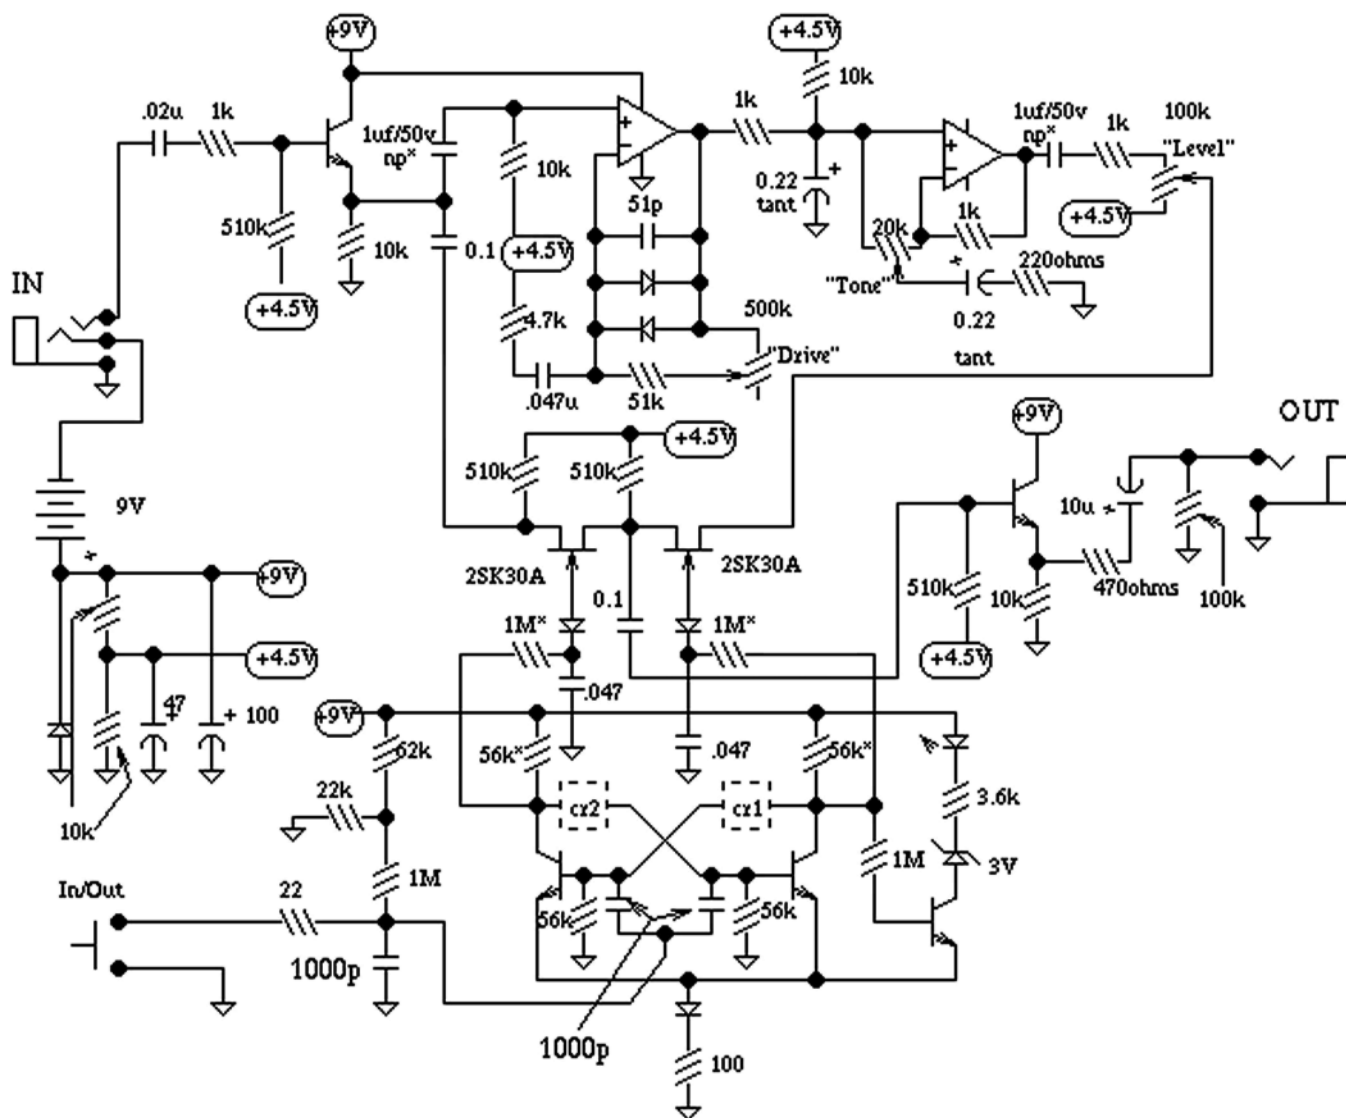 +9V
+4.5V
.02u
1k
1uf/50v
np*
10k
1k
10k
1uf/50v
np*
100k
1k
"Level"
+
-
+
-
0.22
+
tant
+4.5V
51p
510k
10k
0.1
+4.5V
20k
1k
+
220ohms
"Tone"
0.22
tant
+4.5V
IN
4.7k
500k
"Drive"
.047u
51k
+9V
OUT
+4.5V
510k
510k
9V
+
10u
+
2SK30A
2SK30A
+9V
510k
10k
470ohms
100k
0.1
1M*
1M*
+4.5V
+4.5V
.047
47
+
+ 100
+9V
62k
56k*
.047
56k*
22k
cr2
cr1
3.6k
10k
1M
1M
3V
In/Out
22
56k
56k
1000p
1000p
100